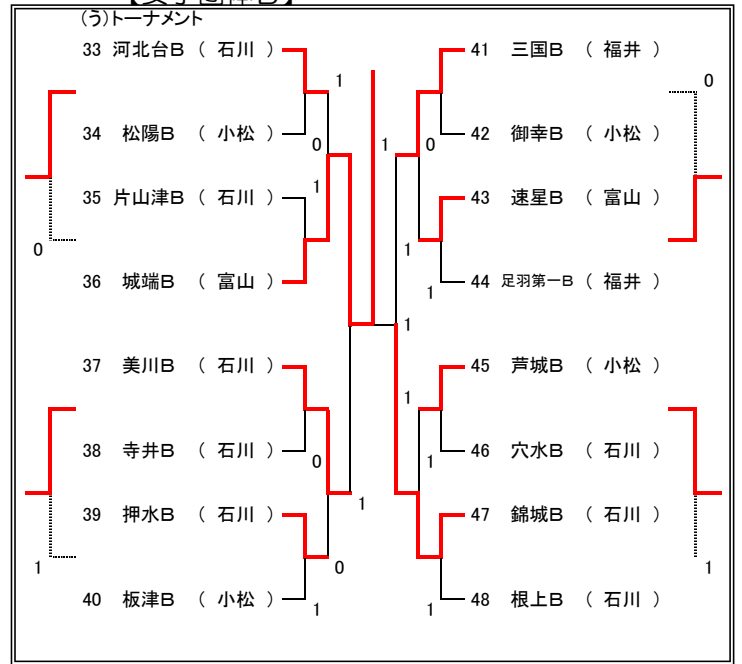 (う)トーナメント
33 河北台B ( 石川 )
41 三国B ( 福井 )
1
0
34 松陽B ( 小松 )
0
1
0
42 御幸B ( 小松 )
35 片山津B ( 石川 )
1
43 速星B ( 富山 )
0
1
36 城端B ( 富山 )
1
44 足羽第一B ( 福井 )
1
37 美川B ( 石川 )
45 芦城B ( 小松 )
1
38 寺井B ( 石川 )
0
1
46 穴水B ( 石川 )
39 押水B ( 石川 )
1
47 錦城B ( 石川 )
1
0
1
40 板津B ( 小松 )
1
1
48 根上B ( 石川 )